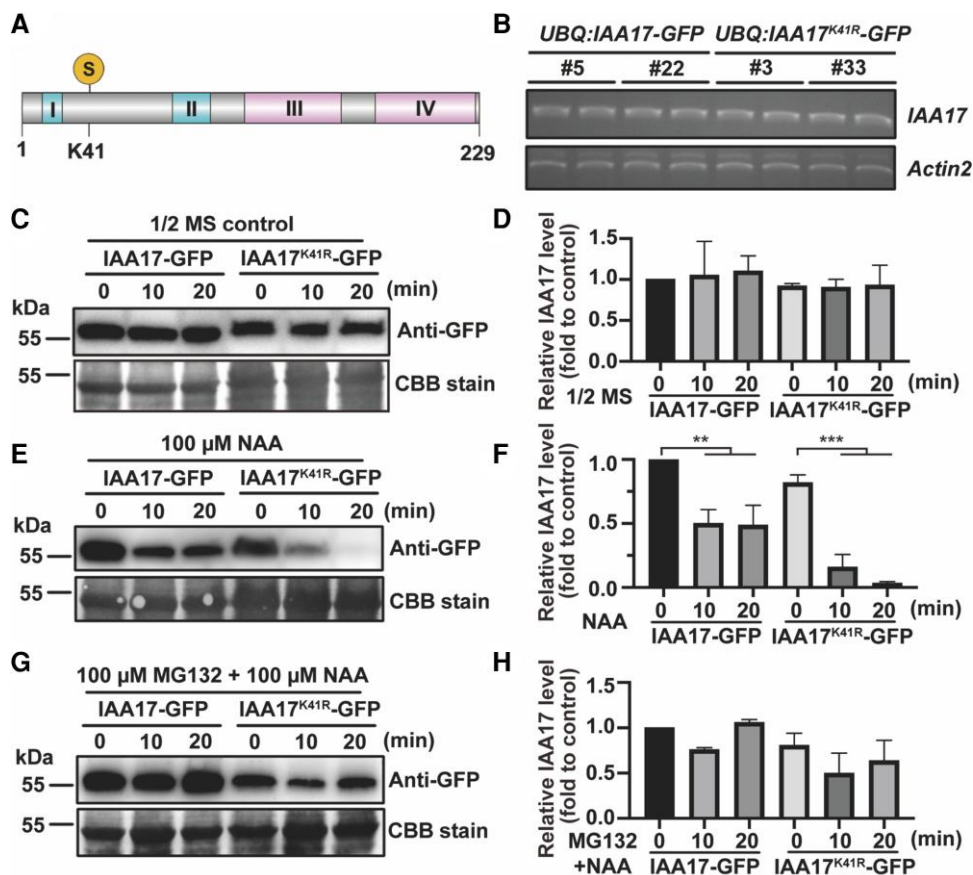 A
S
I II III IV
1 K41 229
B
UBQ:IAA17-GFP UBQ:IAA17K41R-GFP
#5 #22 #3 #33
IAA17
Actin2
C
1/2 MS control
IAA17-GFP IAA17K41R-GFP
0 10 20 0 10 20 (min)
kDa
55 Anti-GFP
55 CBB stain
D
Relative IAA17 level
(fold to control)
1.5
1.0
0.5
0.0
0 10 20 0 10 20 (min)
1/2 MS IAA17-GFP IAA17K41R-GFP
E
100 µM NAA
IAA17-GFP IAA17K41R-GFP
0 10 20 0 10 20 (min)
kDa
55 Anti-GFP
55 CBB stain
F
Relative IAA17 level
(fold to control)
** ***
1.0
0.5
0.0
0 10 20 0 10 20 (min)
NAA IAA17-GFP IAA17K41R-GFP
G
100 µM MG132 + 100 µM NAA
IAA17-GFP IAA17K41R-GFP
0 10 20 0 10 20 (min)
kDa
55 Anti-GFP
55 CBB stain
H
Relative IAA17 level
(fold to control)
1.5
1.0
0.5
0.0
MG132 0 10 20 0 10 20 (min)
+NAA IAA17-GFP IAA17K41R-GFP